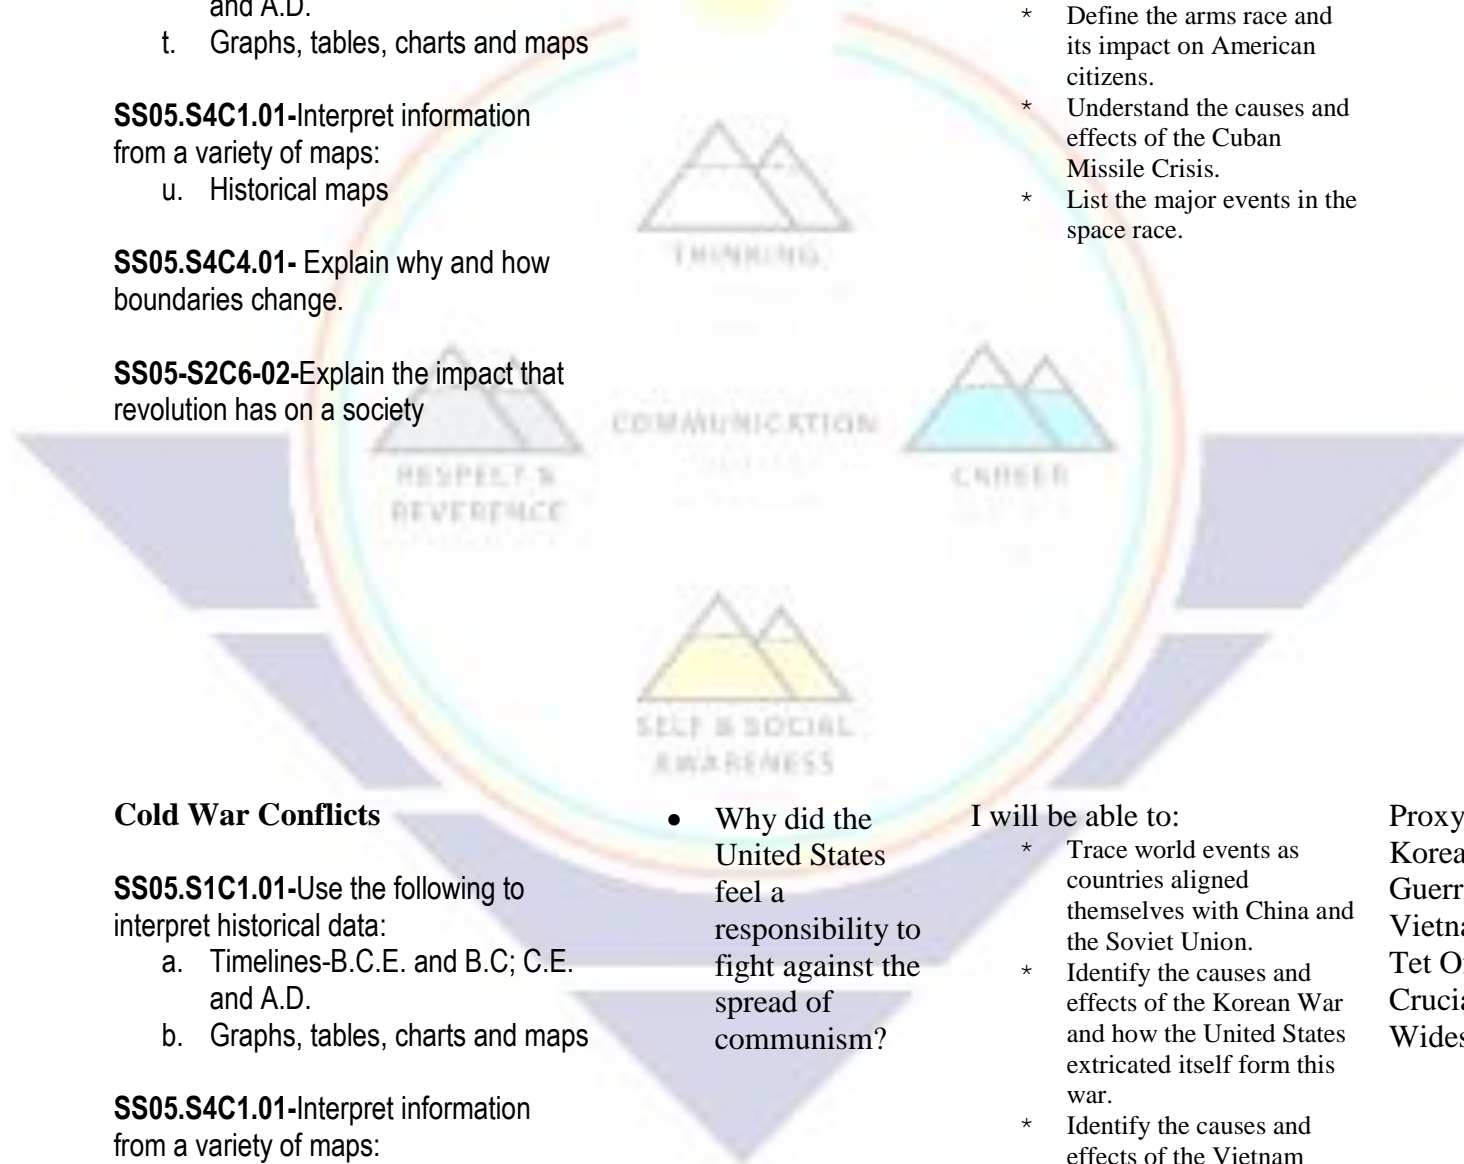 and A.D.
t. Graphs, tables, charts and maps
SS05.S4C1.01-Interpret information
from a variety of maps:
u. Historical maps
SS05.S4C4.01- Explain why and how
boundaries change.
SS05-S2C6-02-Explain the impact that
revolution has on a society
* Define the arms race and
its impact on American
citizens.
* Understand the causes and
effects of the Cuban
Missile Crisis.
* List the major events in the
space race.
THINKING
RESPECT &
REVERENCE
COMMUNICATION
CAREER
SELF & SOCIAL
AWARENESS
Cold War Conflicts
SS05.S1C1.01-Use the following to
interpret historical data:
a. Timelines-B.C.E. and B.C; C.E.
and A.D.
b. Graphs, tables, charts and maps
SS05.S4C1.01-Interpret information
from a variety of maps:
• Why did the
United States
feel a
responsibility to
fight against the
spread of
communism?
I will be able to:
* Trace world events as
countries aligned
themselves with China and
the Soviet Union.
* Identify the causes and
effects of the Korean War
and how the United States
extricated itself form this
war.
* Identify the causes and
effects of the Vietnam
Proxy
Korea
Guerr
Vietna
Tet O
Crucia
Wides